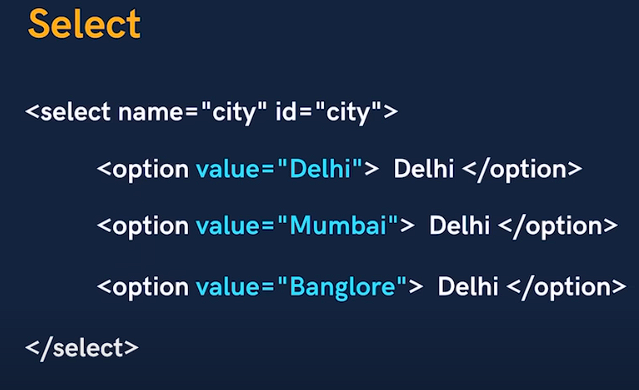 Select
<select name="city" id="city">
<option value="Delhi"> Delhi </option>
<option value="Mumbai"> Delhi </option>
<option value="Banglore"> Delhi </option>
</select>